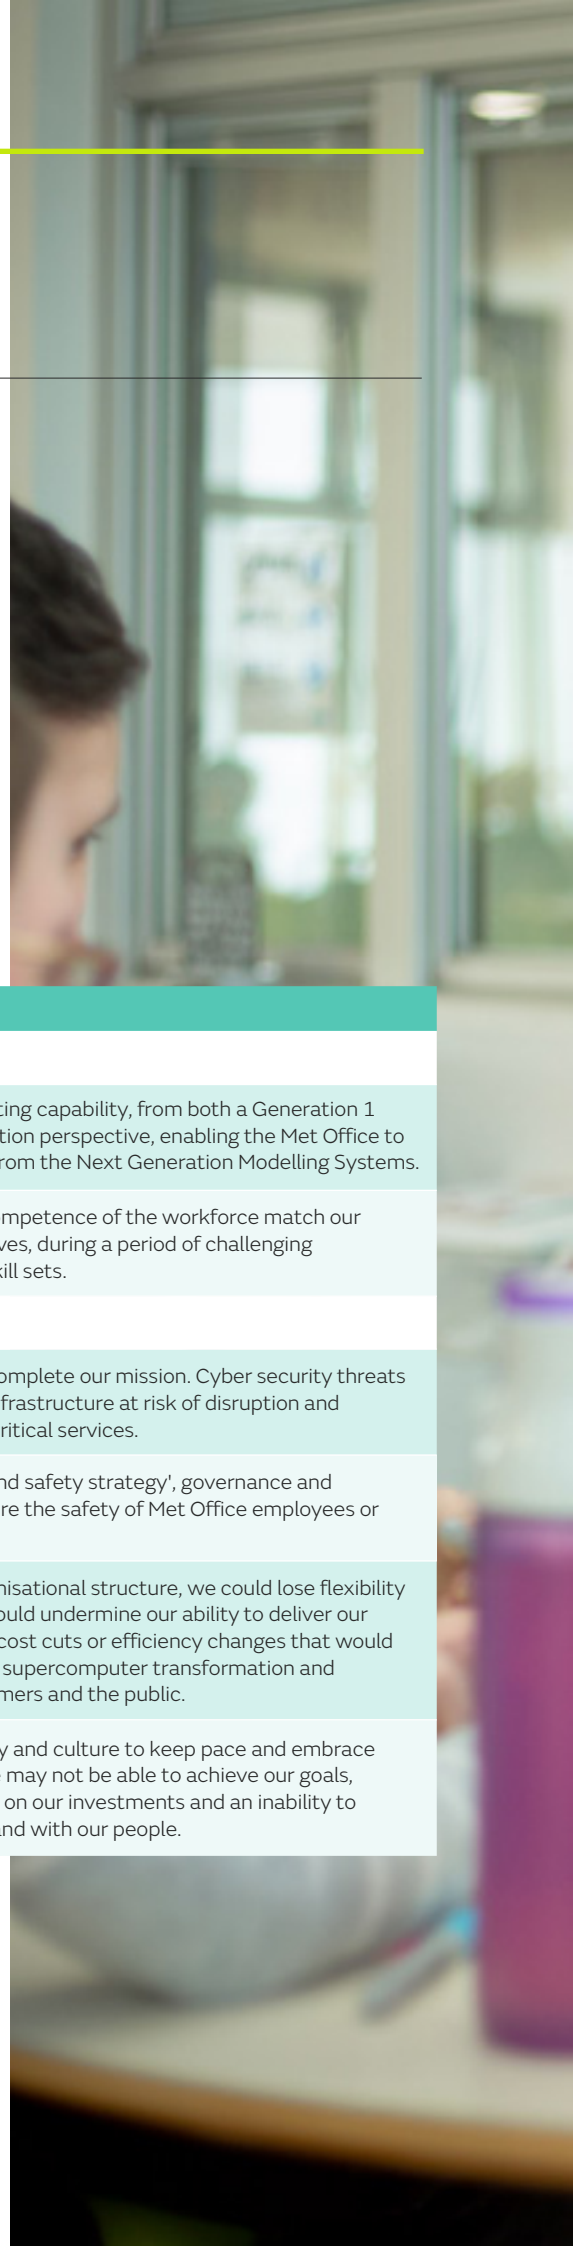 ting capability, from both a Generation 1
tion perspective, enabling the Met Office to
rom the Next Generation Modelling Systems.
ompetence of the workforce match our
ves, during a period of challenging
kill sets.
omplete our mission. Cyber security threats
frastructure at risk of disruption and
ritical services.
nd safety strategy', governance and
re the safety of Met Office employees or
nisational structure, we could lose flexibility
ould undermine our ability to deliver our
cost cuts or efficiency changes that would
supercomputer transformation and
mers and the public.
y and culture to keep pace and embrace
may not be able to achieve our goals,
on our investments and an inability to
and with our people.